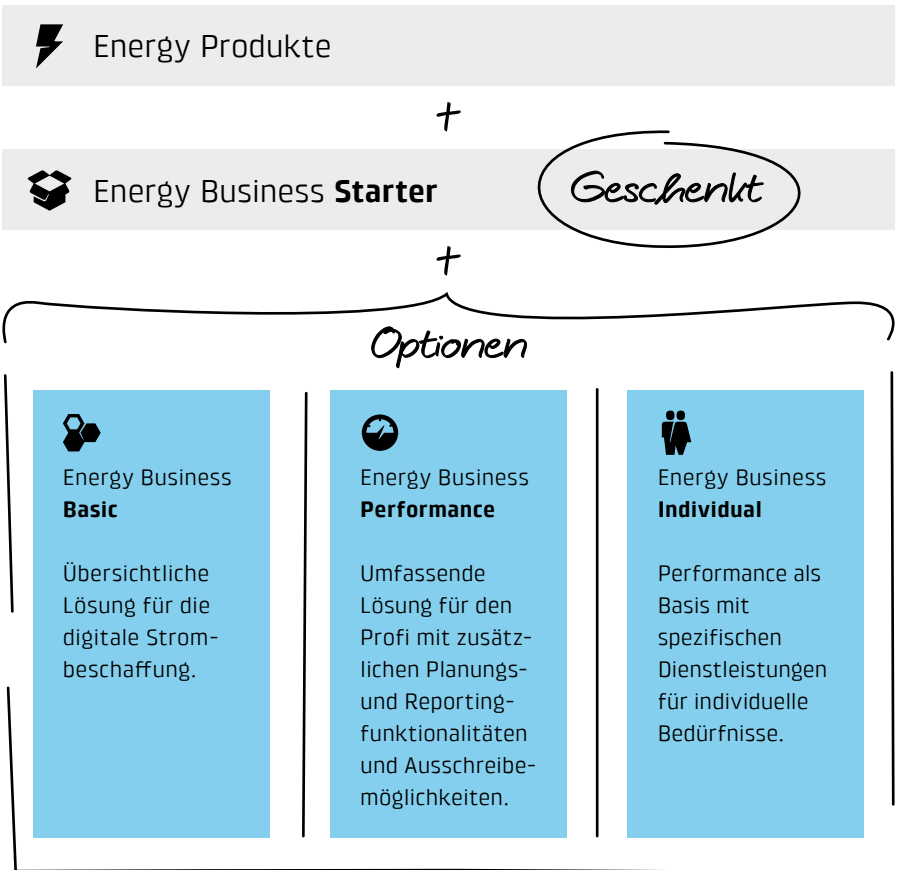 Energy Produkte
+
Energy Business Starter Geschenkt
+
Optionen
Energy Business
Basic
Übersichtliche
Lösung für die
digitale Strom-
beschaffung.
Energy Business
Performance
Umfassende
Lösung für den
Profi mit zusätz-
lichen Planungs-
und Reporting-
funktionalitäten
und Ausschreibe-
möglichkeiten.
Energy Business
Individual
Performance als
Basis mit
spezifischen
Dienstleistungen
für individuelle
Bedürfnisse.